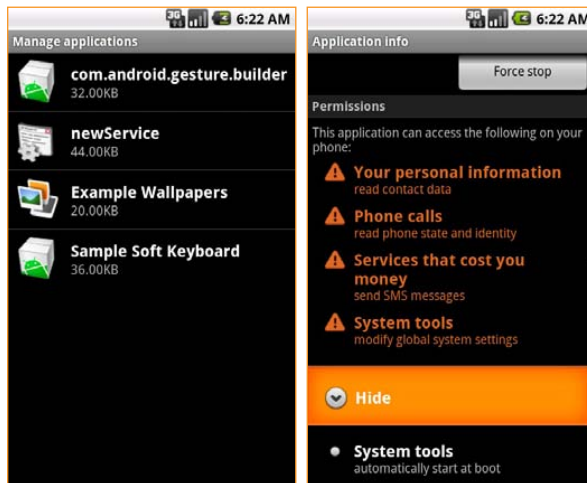 3G
6:22 AM
Manage applications
com.android.gesture.builder
32.00KB
newService
44.00KB
Example Wallpapers
20.00KB
Sample Soft Keyboard
36.00KB
3G
6:22 AM
Application info
Force stop
Permissions
This application can access the following on your
phone:
Your personal information
read contact data
Phone calls
read phone state and identity
Services that cost you
money
send SMS messages
System tools
modify global system settings
Hide
System tools
automatically start at boot